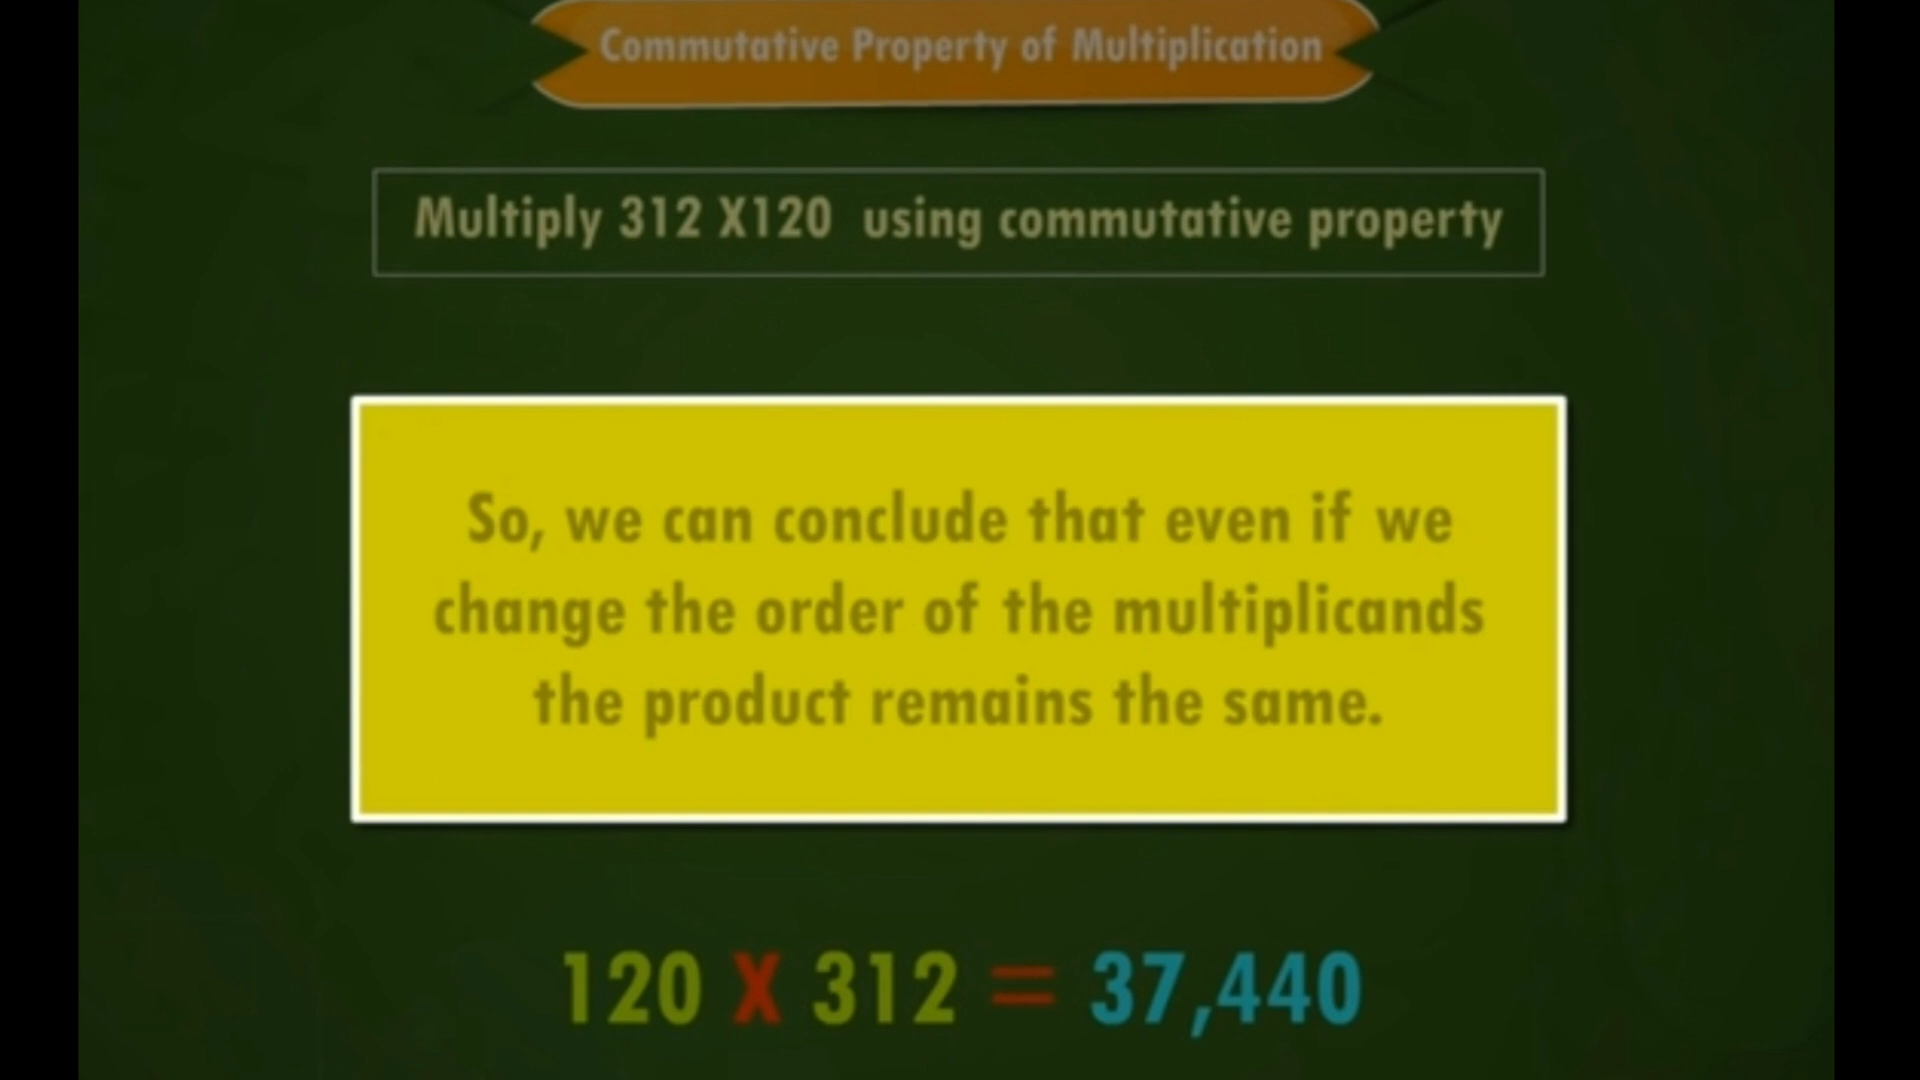 Commutative Property of Multiplication
Multiply 312 X120 using commutative property
So, we can conclude that even if we
change the order of the multiplicands
the product remains the same.
120 X 312 = 37,440